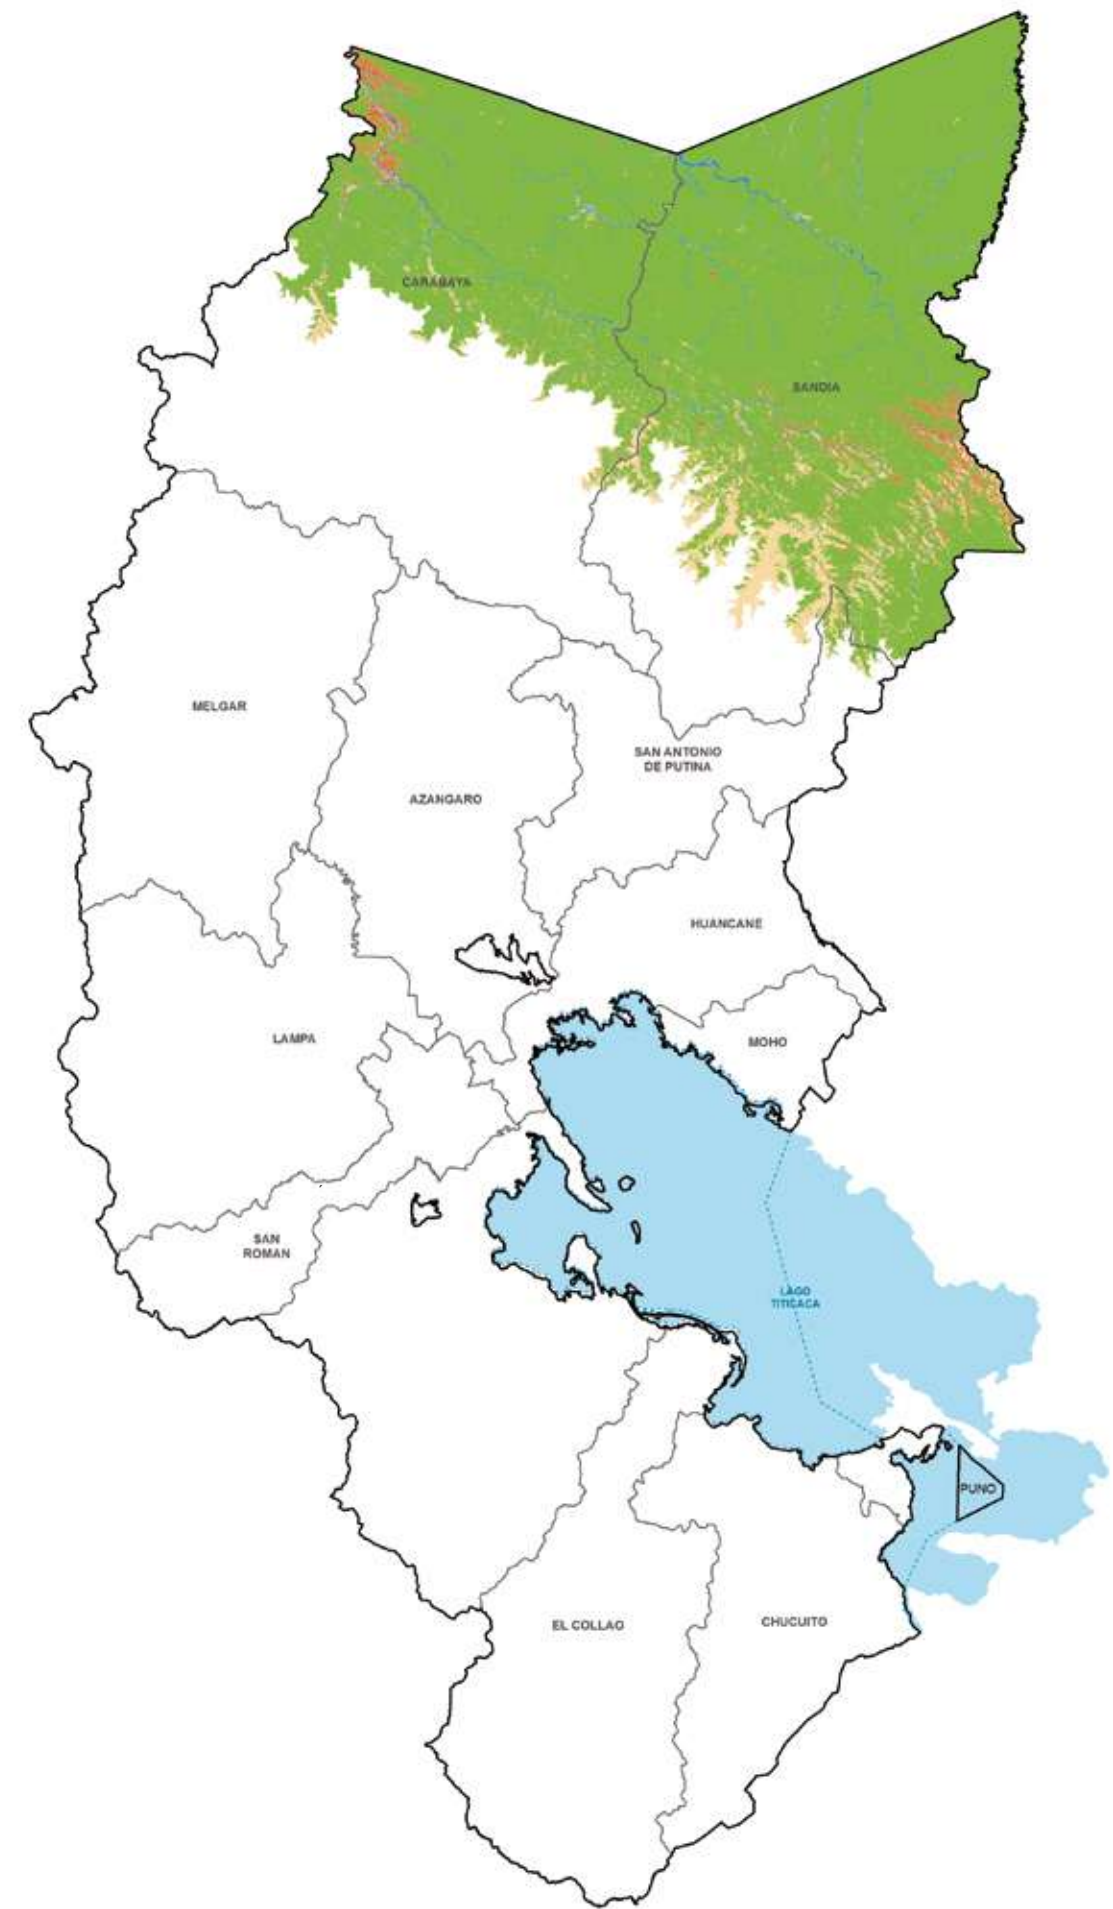 CARABAYA
SANDIA
MELGAR
SAN ANTONIO
DE PUTINA
AZANGARO
HUANCANE
LAMPA
MOHO
SAN
ROMAN
LAGO
TITICACA
PUNO
EL COLLAO
CHUCUITO